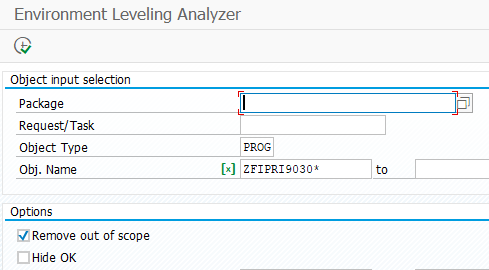 Environment Leveling Analyzer
Object input selection
Package
Request/Task
Object Type PROG
Obj. Name [×] ZFIPRI9030* to
Options
Remove out of scope
Hide OK